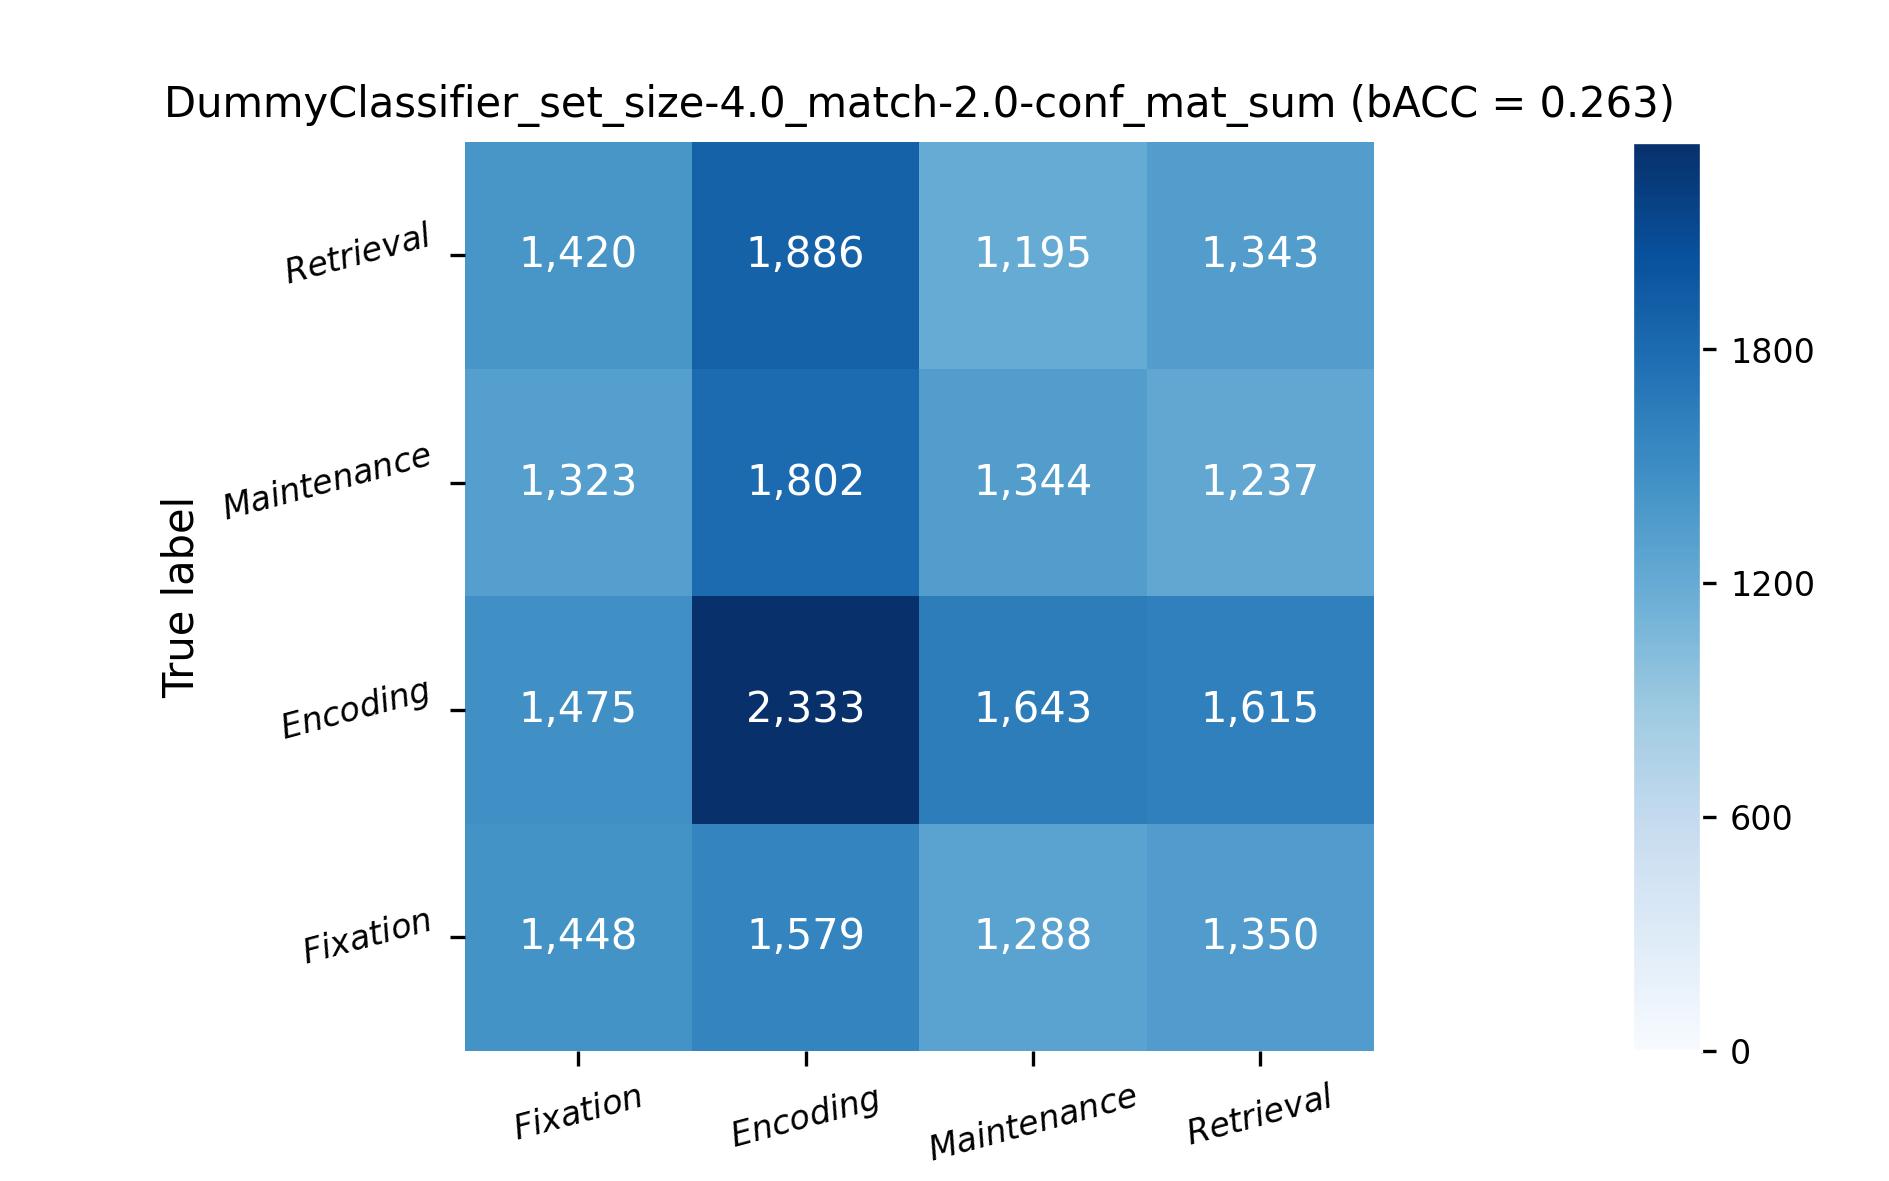 DummyClassifier_set_size-4.0_match-2.0-conf_mat_sum (bACC = 0.263)
True label
Retrieval 1,420 1,886 1,195 1,343
Maintenance 1,323 1,802 1,344 1,237
Encoding 1,475 2,333 1,643 1,615
Fixation 1,448 1,579 1,288 1,350
Fixation Encoding Maintenance Retrieval
1800
1200
600
0